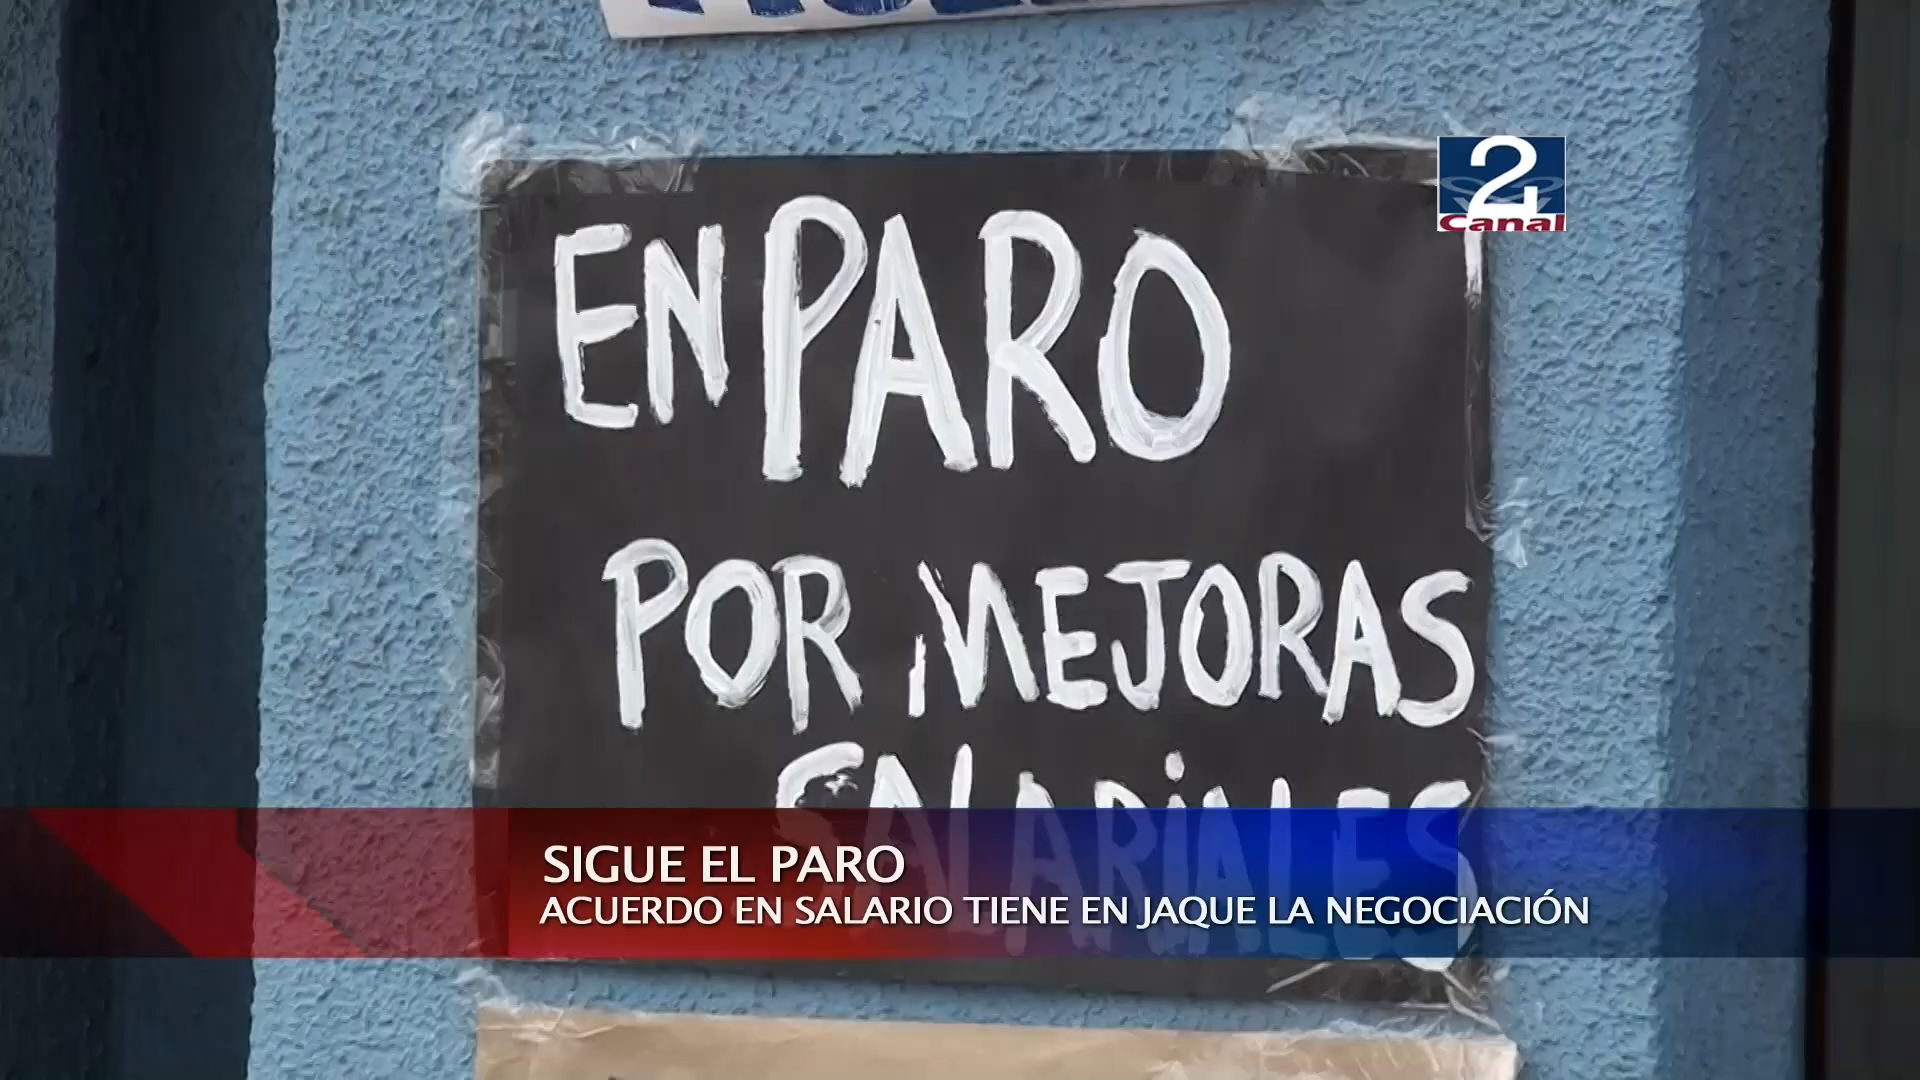 2
Canal
EN PARO
POR MEJORAS
SALARIALES
SIGUE EL PARO
ACUERDO EN SALARIO TIENE EN JAQUE LA NEGOCIACIÓN